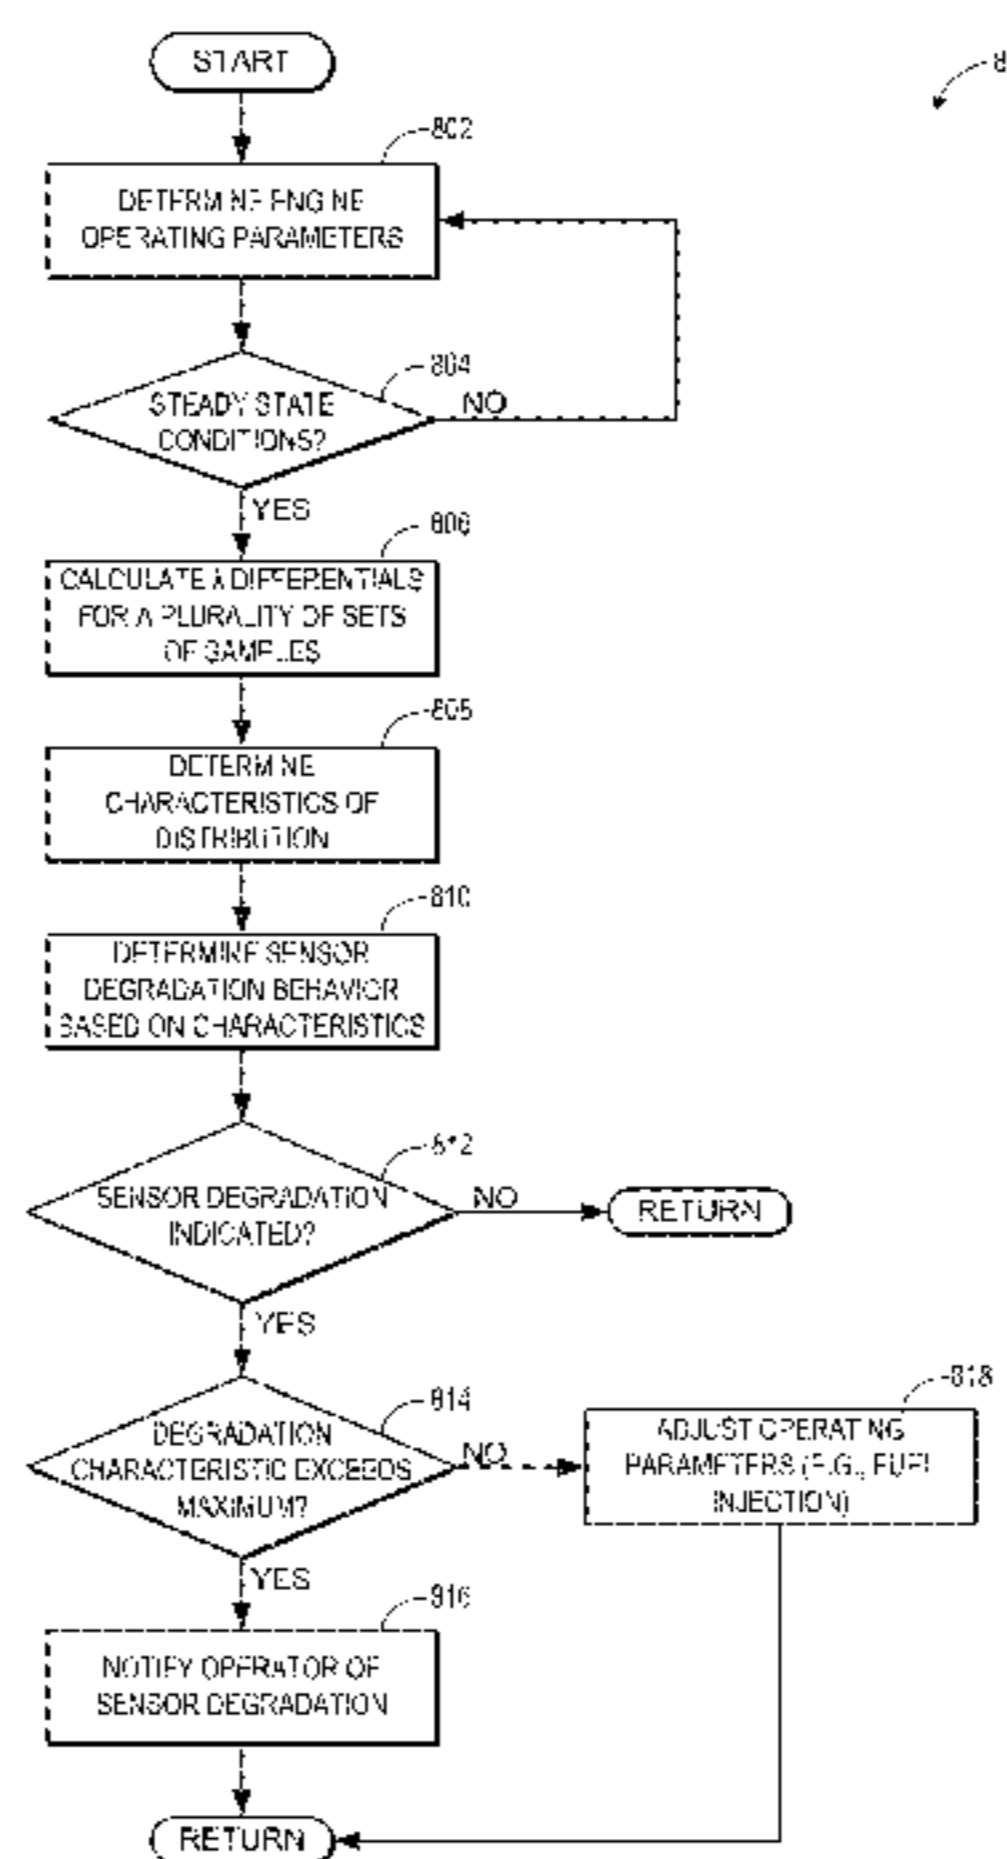 START
8
802
DETERMINE ENGINE
OPERATING PARAMETERS
804
STEADY STATE
CONDITIONS?
NO
YES
806
CALCULATE λ DIFFERENTIALS
FOR A PLURALITY OF SETS
OF SAMPLES
808
DETERMINE
CHARACTERISTICS OF
DISTRIBUTION
810
DETERMINE SENSOR
DEGRADATION BEHAVIOR
BASED ON CHARACTERISTICS
812
SENSOR DEGRADATION
INDICATED?
NO
RETURN
YES
814
DEGRADATION
CHARACTERISTIC EXCEEDS
MAXIMUM?
NO
818
ADJUST OPERATING
PARAMETERS (E.G., FUEL
INJECTION)
YES
816
NOTIFY OPERATOR OF
SENSOR DEGRADATION
RETURN